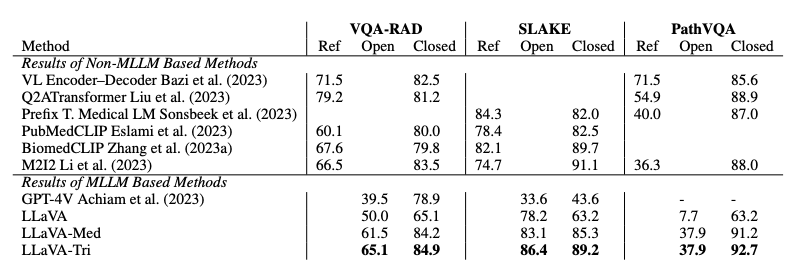 VQA-RAD SLAKE PathVQA
Method Ref Open Closed Ref Open Closed Ref Open Closed
Results of Non-MLLM Based Methods
VL Encoder–Decoder Bazi et al. (2023) 71.5 82.5 71.5 85.6
Q2ATransformer Liu et al. (2023) 79.2 81.2 54.9 88.9
Prefix T. Medical LM Sonsbeek et al. (2023) 84.3 82.0 40.0 87.0
PubMedCLIP Eslami et al. (2023) 60.1 80.0 78.4 82.5
BiomedCLIP Zhang et al. (2023a) 67.6 79.8 82.1 89.7
M2I2 Li et al. (2023) 66.5 83.5 74.7 91.1 36.3 88.0
Results of MLLM Based Methods
GPT-4V Achiam et al. (2023) 39.5 78.9 33.6 43.6 - -
LLaVA 50.0 65.1 78.2 63.2 7.7 63.2
LLaVA-Med 61.5 84.2 83.1 85.3 37.9 91.2
LLaVA-Tri 65.1 84.9 86.4 89.2 37.9 92.7